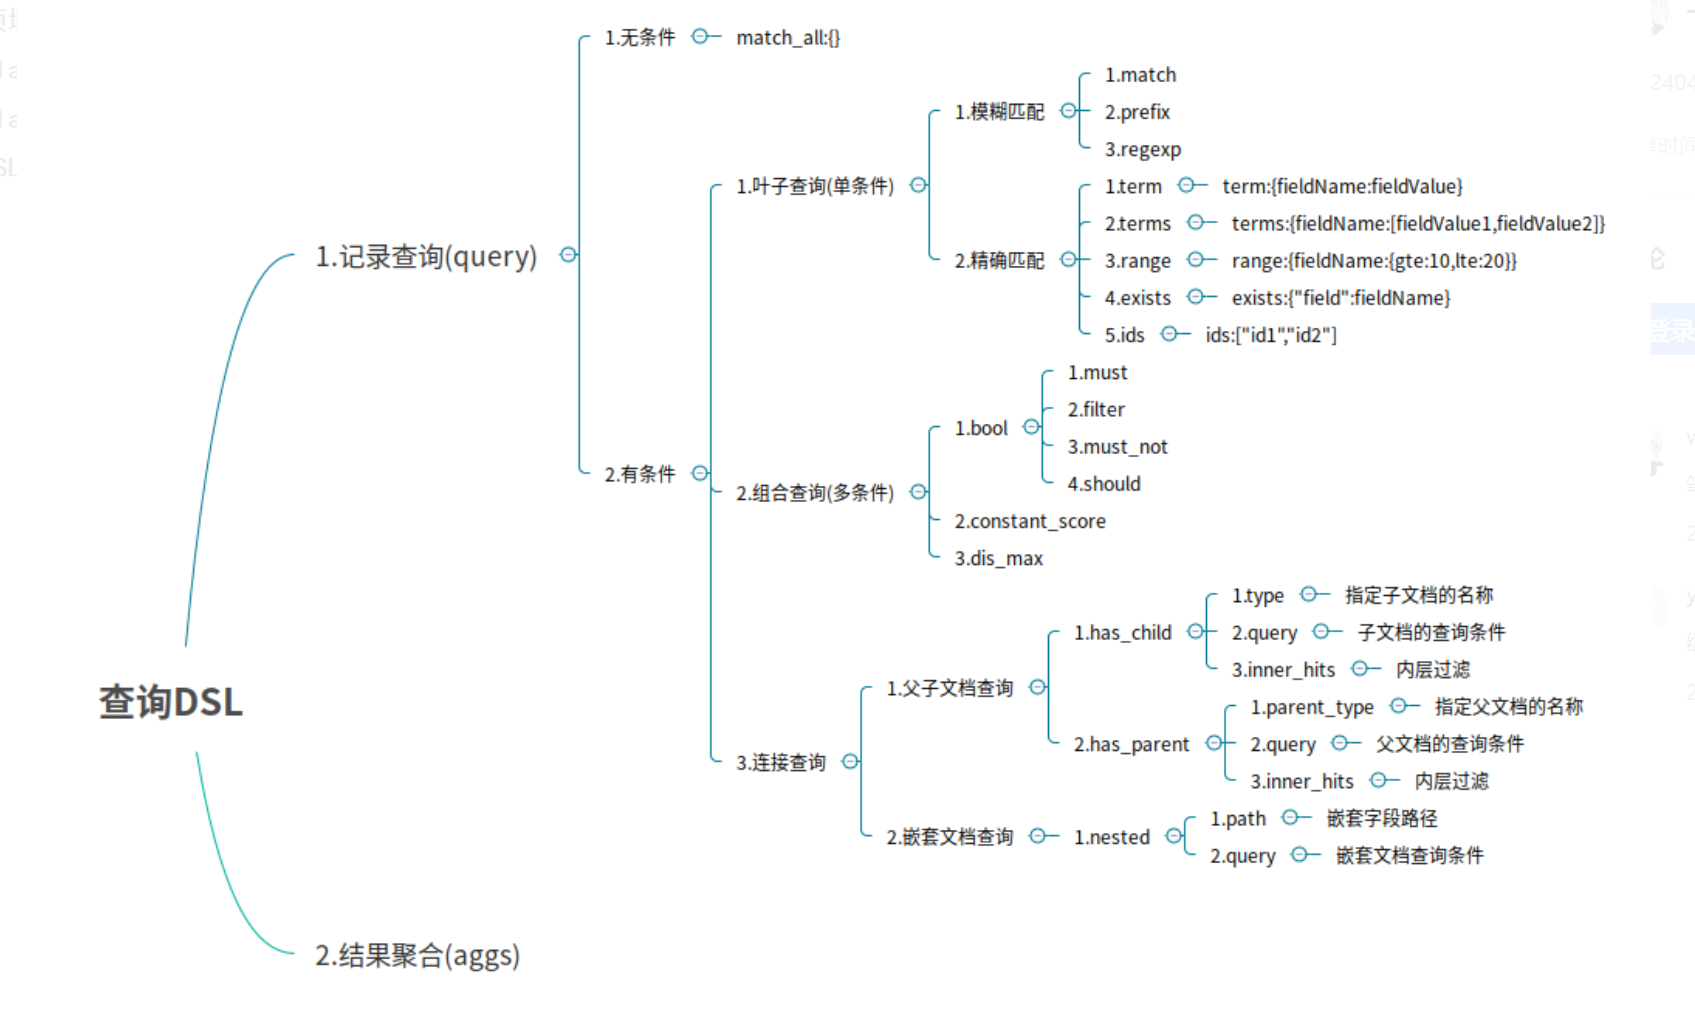 1.无条件
match_all:{}
1.match
1.模糊匹配
2.prefix
3.regexp
1.叶子查询(单条件)
1.term
term:{fieldName:fieldValue}
2.terms
terms:{fieldName:[fieldValue1,fieldValue2]}
1.记录查询(query)
2.精确匹配
3.range
range:{fieldName:{gte:10,lte:20}}
4.exists
exists:{"field":fieldName}
5.ids
ids:["id1","id2"]
1.must
2.filter
1.bool
3.must_not
2.有条件
4.should
2.组合查询(多条件)
2.constant_score
3.dis_max
1.type
指定子文档的名称
1.has_child
2.query
子文档的查询条件
3.inner_hits
内层过滤
1.父子文档查询
查询DSL
1.parent_type
指定父文档的名称
2.has_parent
2.query
父文档的查询条件
3.连接查询
3.inner_hits
内层过滤
1.path
嵌套字段路径
2.嵌套文档查询
1.nested
2.query
嵌套文档查询条件
2.结果聚合(aggs)
2404
时间
登录